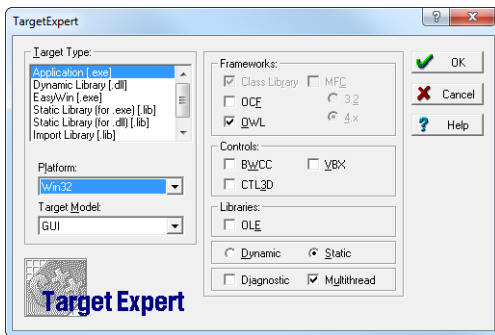 TargetExpert
Target Type:
Application [.exe]
Dynamic Library [.dll]
EasyWin [.exe]
Static Library (for .exe) [.lib]
Static Library (for .dll) [.lib]
Import Library [.lib]
Platform:
Win32
Target Model:
GUI
Target Expert
Frameworks:
Class Library MFC
OCF 3.2
OWL 4.x
Controls:
BWCC VBX
CTL3D
Libraries:
OLE
Dynamic Static
Diagnostic Multithread
OK
Cancel
Help